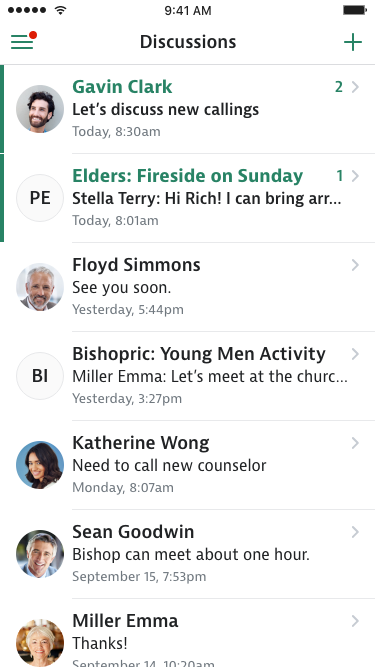 9:41 AM
Discussions
Gavin Clark 2
Let's discuss new callings
Today, 8:30am
PE
Elders: Fireside on Sunday 1
Stella Terry: Hi Rich! I can bring arr...
Today, 8:01am
Floyd Simmons
See you soon.
Yesterday, 5:44pm
BI
Bishopric: Young Men Activity
Miller Emma: Let's meet at the churc...
Yesterday, 3:27pm
Katherine Wong
Need to call new counselor
Monday, 8:07am
Sean Goodwin
Bishop can meet about one hour.
September 15, 7:53pm
Miller Emma
Thanks!
September 14, 10:20am